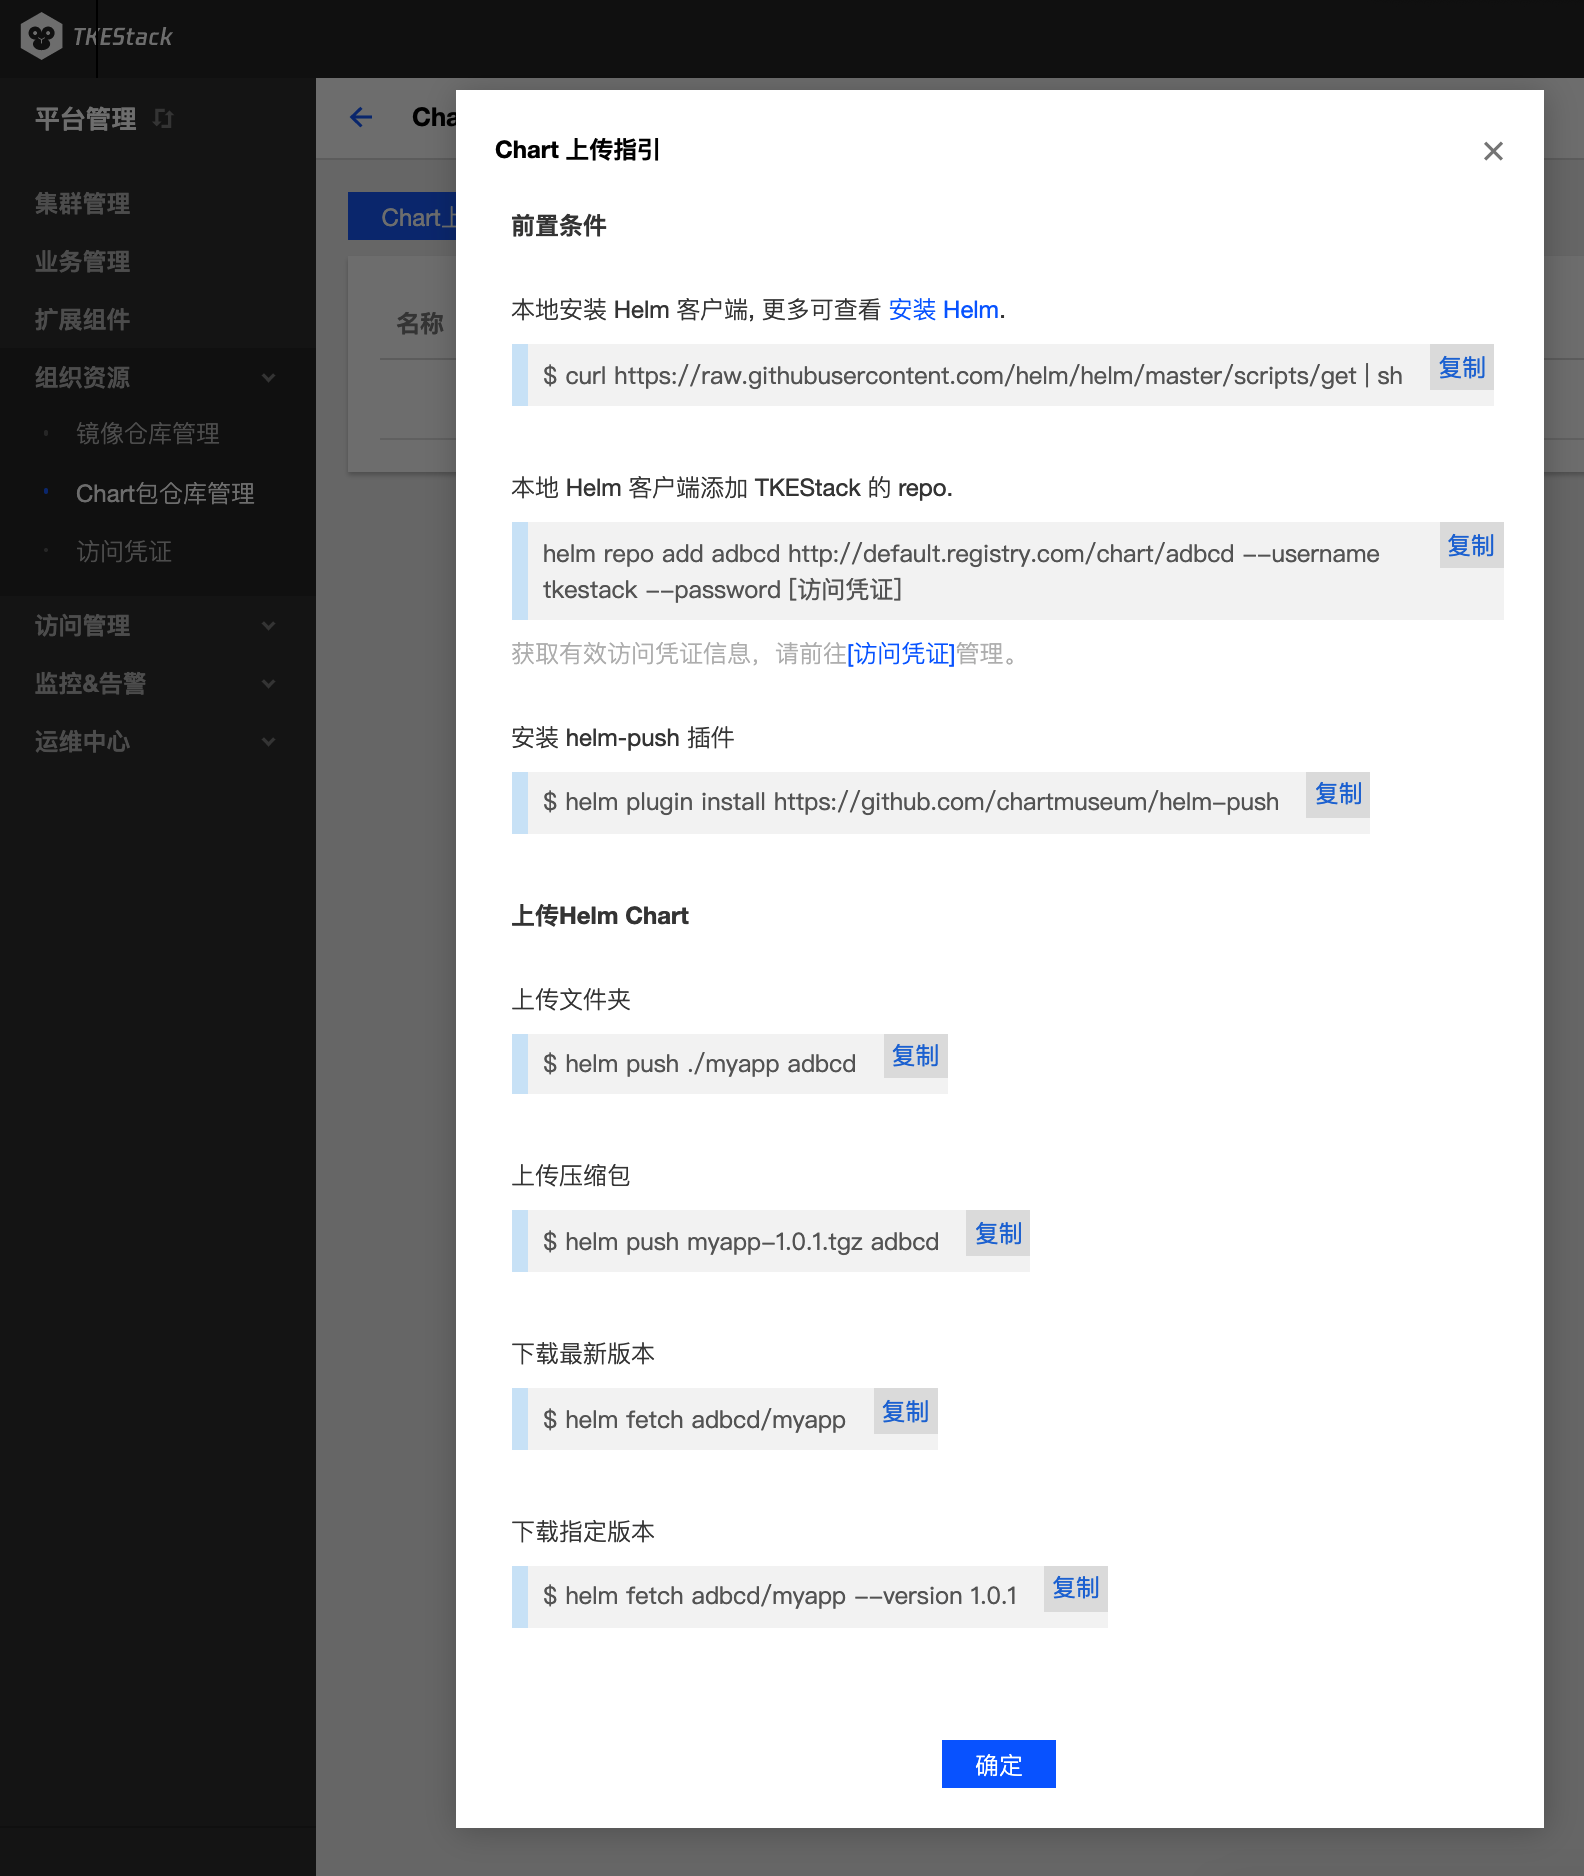 TKEStack
平台管理
集群管理
业务管理
扩展组件
组织资源
镜像仓库管理
Chart包仓库管理
访问凭证
访问管理
监控&告警
运维中心
Cha
Chart上
名称
Chart 上传指引
前置条件
本地安装 Helm 客户端, 更多可查看 安装 Helm.
$ curl https://raw.githubusercontent.com/helm/helm/master/scripts/get | sh
复制
本地 Helm 客户端添加 TKEStack 的 repo.
helm repo add adbcd http://default.registry.com/chart/adbcd --username
tkestack --password [访问凭证]
复制
获取有效访问凭证信息，请前往[访问凭证]管理。
安装 helm-push 插件
$ helm plugin install https://github.com/chartmuseum/helm-push
复制
上传Helm Chart
上传文件夹
$ helm push ./myapp adbcd
复制
上传压缩包
$ helm push myapp-1.0.1.tgz adbcd
复制
下载最新版本
$ helm fetch adbcd/myapp
复制
下载指定版本
$ helm fetch adbcd/myapp --version 1.0.1
复制
确定